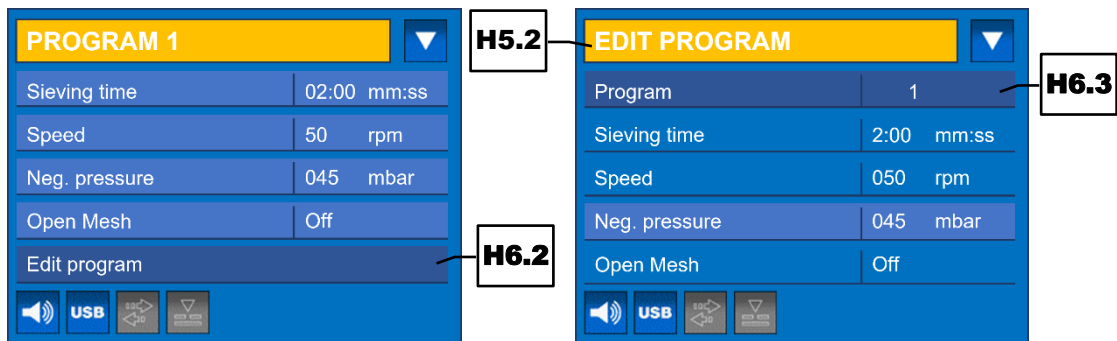 PROGRAM 1
Sieving time 02:00 mm:ss
Speed 50 rpm
Neg. pressure 045 mbar
Open Mesh Off
Edit program
USB
H6.2
H5.2
EDIT PROGRAM
Program 1
H6.3
Sieving time 2:00 mm:ss
Speed 050 rpm
Neg. pressure 045 mbar
Open Mesh Off
USB